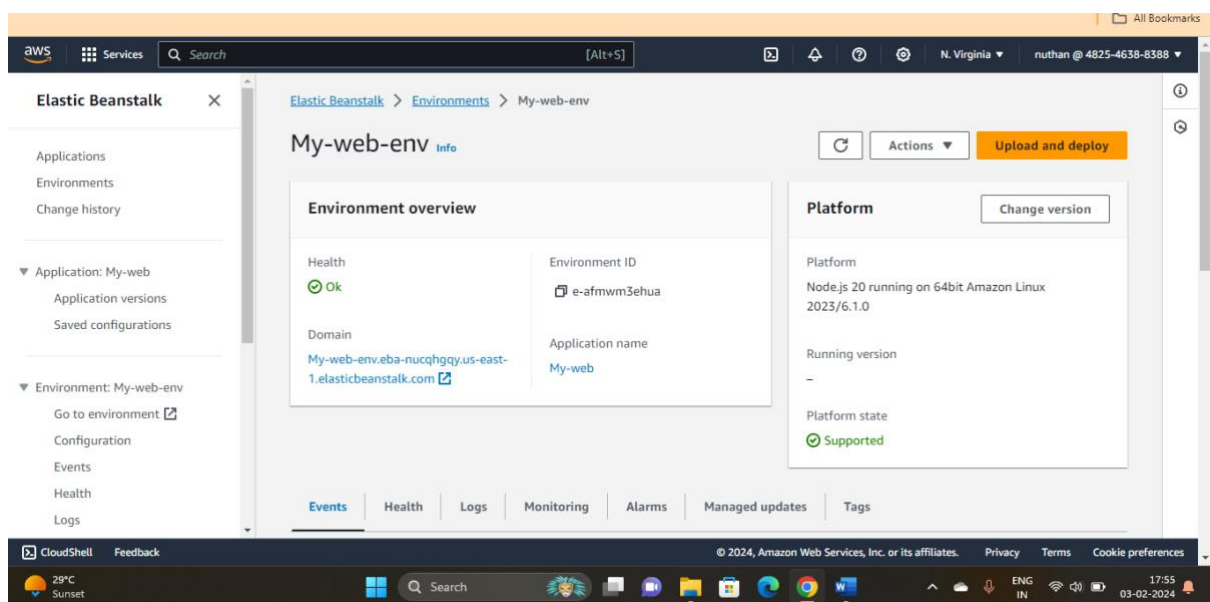 All Bookmarks
aws
Services
Search
[Alt+S]
N. Virginia ▼
nuthan @ 4825-4638-8388 ▼
Elastic Beanstalk
Applications
Environments
Change history
▼ Application: My-web
Application versions
Saved configurations
▼ Environment: My-web-env
Go to environment
Configuration
Events
Health
Logs
Elastic Beanstalk > Environments > My-web-env
My-web-env Info
Actions ▼
Upload and deploy
Environment overview
Health
Ok
Domain
My-web-env.eba-nucqhgqy.us-east-
1.elasticbeanstalk.com
Environment ID
e-afmwm3ehua
Application name
My-web
Platform
Change version
Platform
Node.js 20 running on 64bit Amazon Linux
2023/6.1.0
Running version
–
Platform state
Supported
Events
Health
Logs
Monitoring
Alarms
Managed updates
Tags
CloudShell
Feedback
© 2024, Amazon Web Services, Inc. or its affiliates.
Privacy
Terms
Cookie preferences
29°C
Sunset
Search
ENG
IN
17:55
03-02-2024